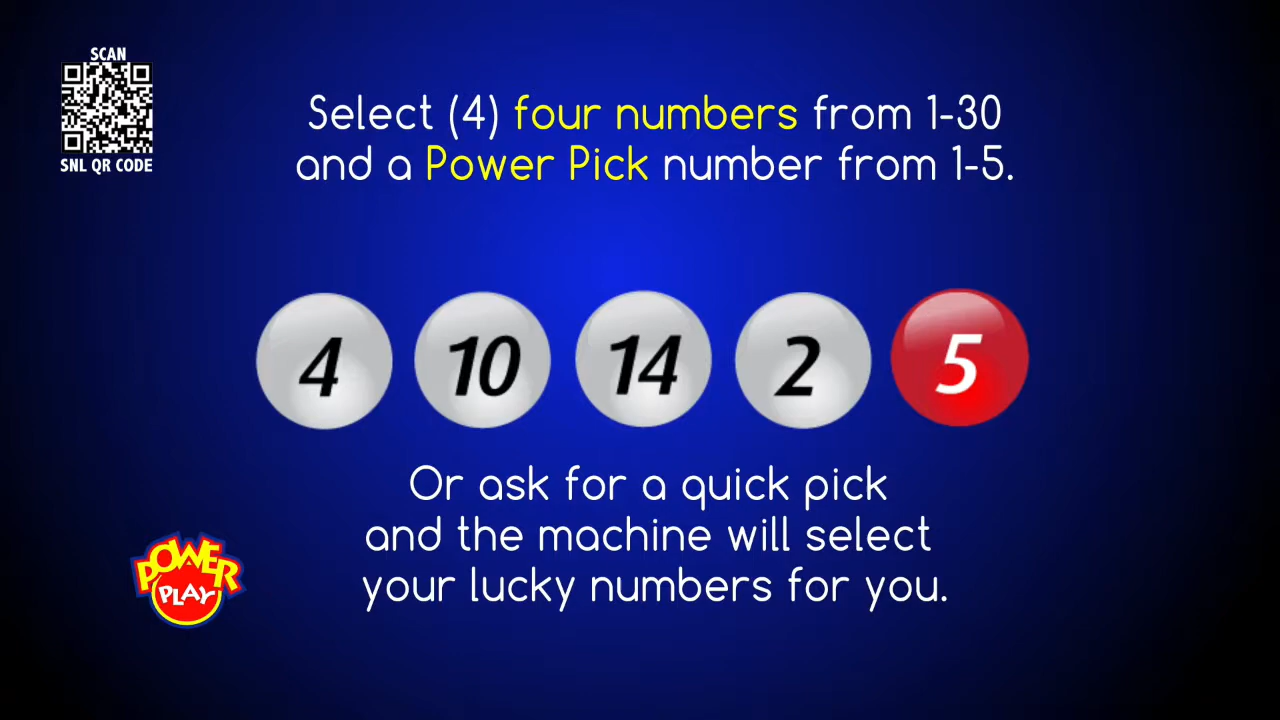 SCAN
SNL QR CODE
Select (4) four numbers from 1-30
and a Power Pick number from 1-5.
4 10 14 2 5
Or ask for a quick pick
and the machine will select
your lucky numbers for you.
POWER
PLAY